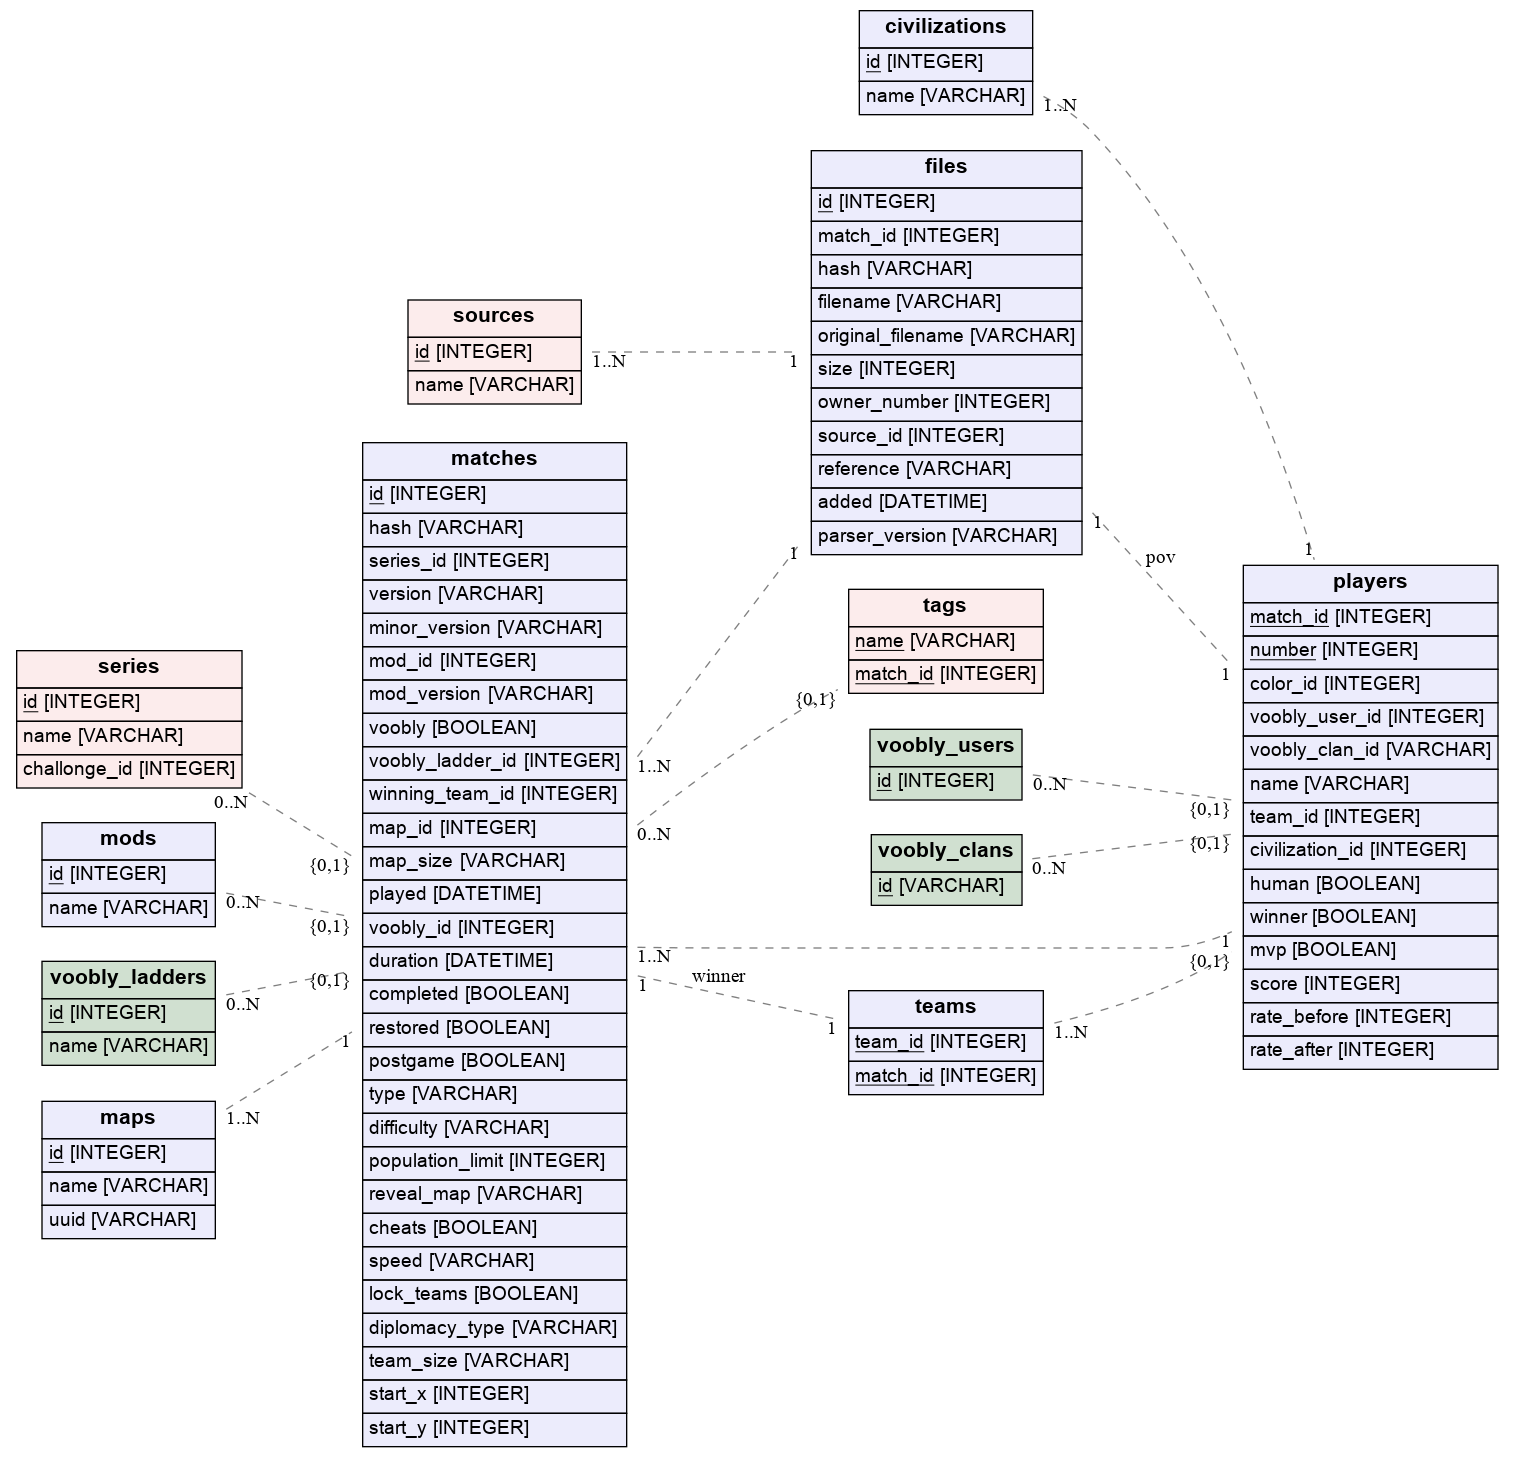 civilizations
id [INTEGER]
name [VARCHAR]
1..N
files
id [INTEGER]
match_id [INTEGER]
hash [VARCHAR]
filename [VARCHAR]
original_filename [VARCHAR]
size [INTEGER]
owner_number [INTEGER]
source_id [INTEGER]
reference [VARCHAR]
added [DATETIME]
parser_version [VARCHAR]
sources
id [INTEGER]
name [VARCHAR]
1..N
1
matches
id [INTEGER]
hash [VARCHAR]
series_id [INTEGER]
version [VARCHAR]
minor_version [VARCHAR]
mod_id [INTEGER]
mod_version [VARCHAR]
voobly [BOOLEAN]
voobly_ladder_id [INTEGER]
winning_team_id [INTEGER]
map_id [INTEGER]
map_size [VARCHAR]
played [DATETIME]
voobly_id [INTEGER]
duration [DATETIME]
completed [BOOLEAN]
restored [BOOLEAN]
postgame [BOOLEAN]
type [VARCHAR]
difficulty [VARCHAR]
population_limit [INTEGER]
reveal_map [VARCHAR]
cheats [BOOLEAN]
speed [VARCHAR]
lock_teams [BOOLEAN]
diplomacy_type [VARCHAR]
team_size [VARCHAR]
start_x [INTEGER]
start_y [INTEGER]
1
1..N
1
pov
1
1
players
match_id [INTEGER]
number [INTEGER]
color_id [INTEGER]
voobly_user_id [INTEGER]
voobly_clan_id [VARCHAR]
name [VARCHAR]
team_id [INTEGER]
civilization_id [INTEGER]
human [BOOLEAN]
winner [BOOLEAN]
mvp [BOOLEAN]
score [INTEGER]
rate_before [INTEGER]
rate_after [INTEGER]
tags
name [VARCHAR]
match_id [INTEGER]
{0,1}
0..N
series
id [INTEGER]
name [VARCHAR]
challonge_id [INTEGER]
0..N
{0,1}
voobly_users
id [INTEGER]
0..N
{0,1}
mods
id [INTEGER]
name [VARCHAR]
0..N
{0,1}
voobly_clans
id [VARCHAR]
0..N
{0,1}
voobly_ladders
id [INTEGER]
name [VARCHAR]
0..N
{0,1}
1..N
1
1
winner
1
teams
team_id [INTEGER]
match_id [INTEGER]
1..N
{0,1}
maps
id [INTEGER]
name [VARCHAR]
uuid [VARCHAR]
1..N
1